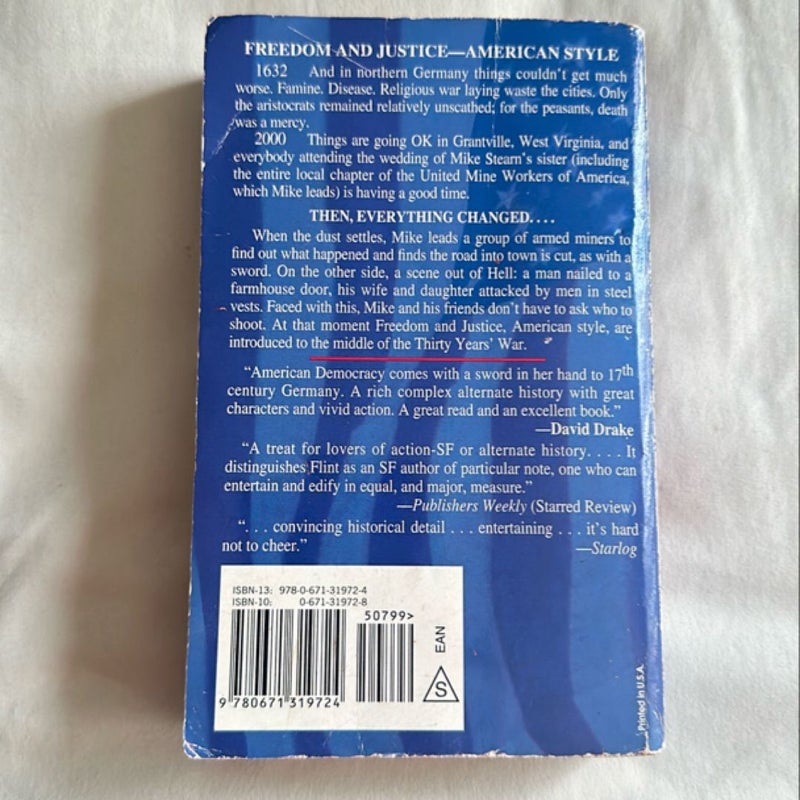 FREEDOM AND JUSTICE—AMERICAN STYLE
1632 And in northern Germany things couldn't get much
worse. Famine. Disease. Religious war laying waste the cities. Only
the aristocrats remained relatively unscathed; for the peasants, death
was a mercy.
2000 Things are going OK in Grantville, West Virginia, and
everybody attending the wedding of Mike Stearn's sister (including
the entire local chapter of the United Mine Workers of America,
which Mike leads) is having a good time.
THEN, EVERYTHING CHANGED. . . .
When the dust settles, Mike leads a group of armed miners to
find out what happened and finds the road into town is cut, as with a
sword. On the other side, a scene out of Hell: a man nailed to a
farmhouse door, his wife and daughter attacked by men in steel
vests. Faced with this, Mike and his friends don't have to ask who to
shoot. At that moment Freedom and Justice, American style, are
introduced to the middle of the Thirty Years' War.
"American Democracy comes with a sword in her hand to 17th
century Germany. A rich complex alternate history with great
characters and vivid action. A great read and an excellent book."
—David Drake
"A treat for lovers of action-SF or alternate history. . . . It
distinguishes Flint as an SF author of particular note, one who can
entertain and edify in equal, and major, measure."
—Publishers Weekly (Starred Review)
". . . convincing historical detail . . . entertaining . . . it's hard
not to cheer."
—Starlog
ISBN-13: 978-0-671-31972-4
ISBN-10: 0-671-31972-8
50799>
EAN
S
9 780671 319724
Printed in U.S.A.